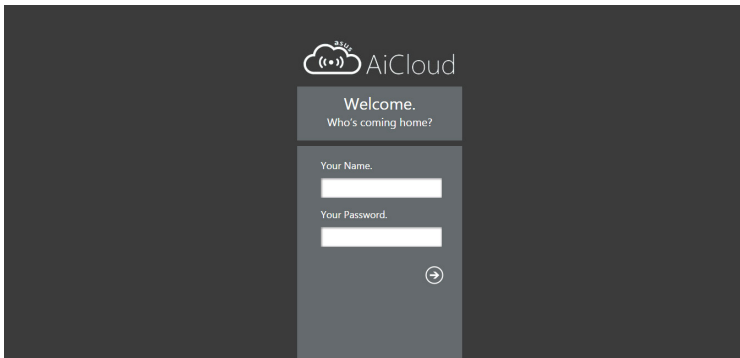 asus
AiCloud
Welcome.
Who's coming home?
Your Name.
Your Password.